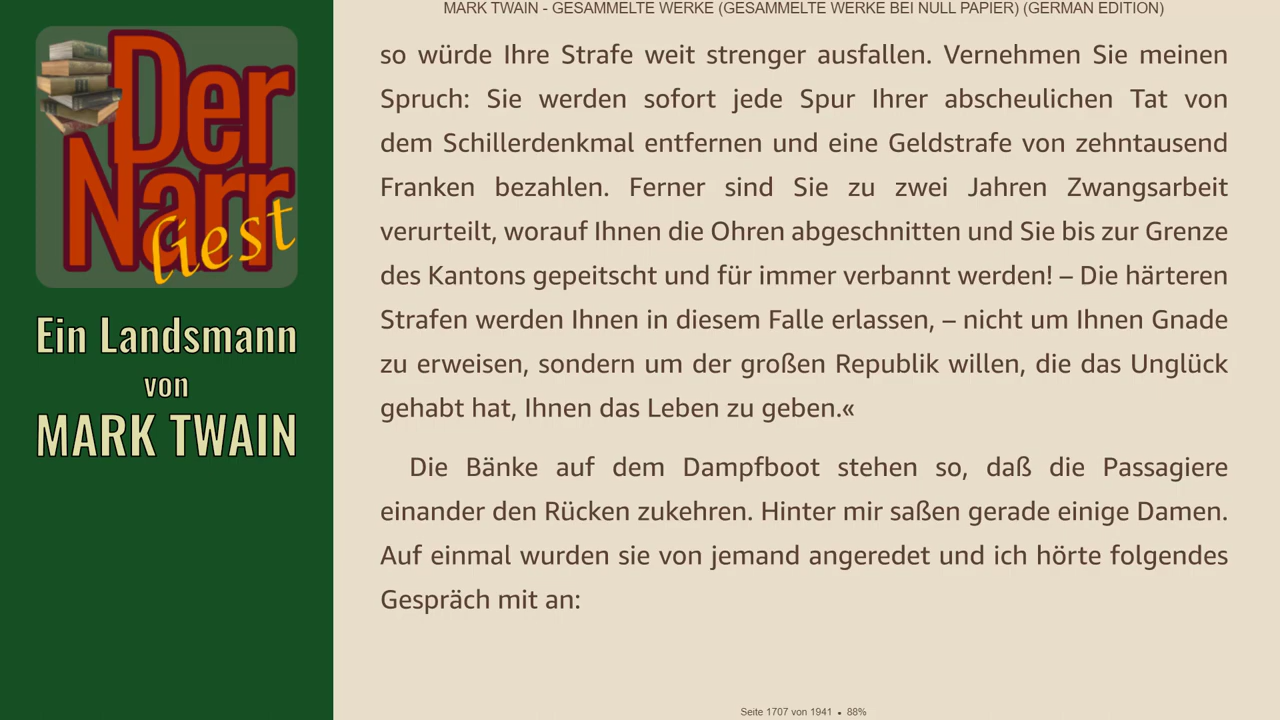 MARK TWAIN - GESAMMELTE WERKE (GESAMMELTE WERKE BEI NULL PAPIER) (GERMAN EDITION)
Der
Narr
liest
Ein Landsmann
von
MARK TWAIN
so würde Ihre Strafe weit strenger ausfallen. Vernehmen Sie meinen
Spruch: Sie werden sofort jede Spur Ihrer abscheulichen Tat von
dem Schillerdenkmal entfernen und eine Geldstrafe von zehntausend
Franken bezahlen. Ferner sind Sie zu zwei Jahren Zwangsarbeit
verurteilt, worauf Ihnen die Ohren abgeschnitten und Sie bis zur Grenze
des Kantons gepeitscht und für immer verbannt werden! – Die härteren
Strafen werden Ihnen in diesem Falle erlassen, – nicht um Ihnen Gnade
zu erweisen, sondern um der großen Republik willen, die das Unglück
gehabt hat, Ihnen das Leben zu geben.«
Die Bänke auf dem Dampfboot stehen so, daß die Passagiere
einander den Rücken zukehren. Hinter mir saßen gerade einige Damen.
Auf einmal wurden sie von jemand angeredet und ich hörte folgendes
Gespräch mit an:
Seite 1707 von 1941 • 88%